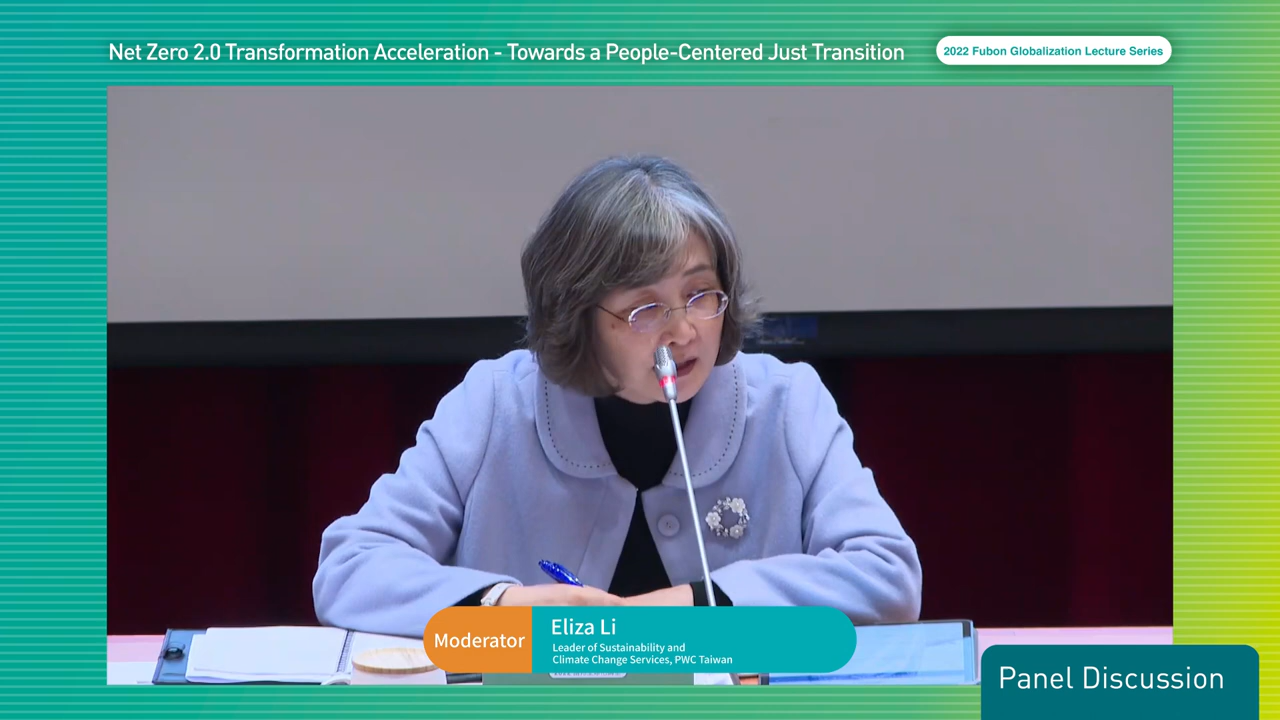 Net Zero 2.0 Transformation Acceleration - Towards a People-Centered Just Transition
2022 Fubon Globalization Lecture Series
Moderator
Eliza Li
Leader of Sustainability and
Climate Change Services, PWC Taiwan
Panel Discussion